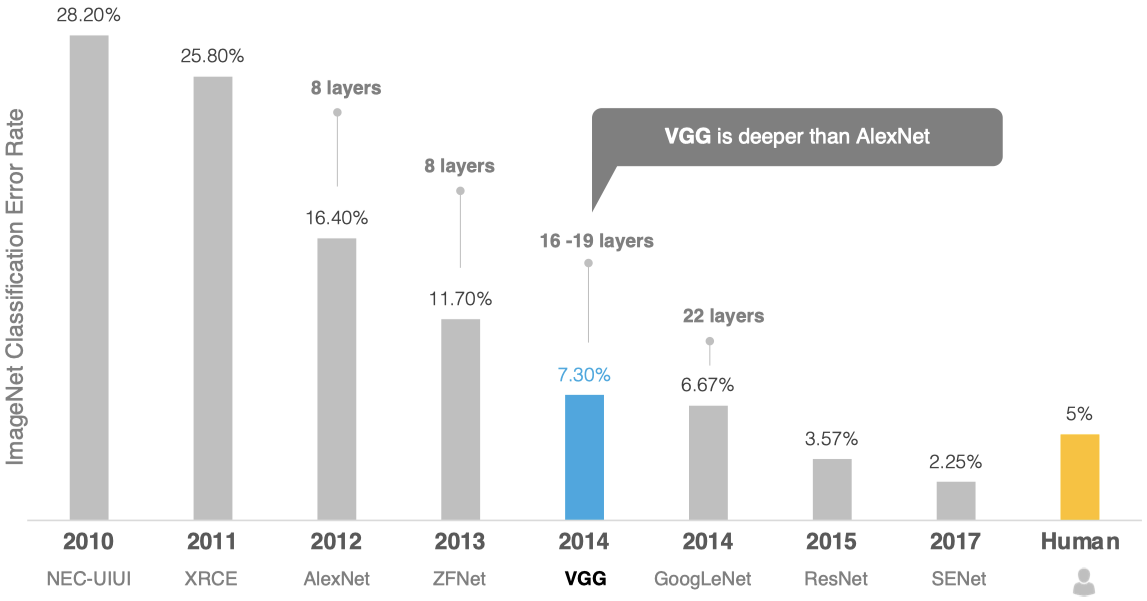 ImageNet Classification Error Rate
28.20%
25.80%
8 layers
16.40%
8 layers
11.70%
VGG is deeper than AlexNet
16 -19 layers
7.30%
22 layers
6.67%
3.57%
2.25%
5%
2010 2011 2012 2013 2014 2014 2015 2017 Human
NEC-UIUI XRCE AlexNet ZFNet VGG GoogLeNet ResNet SENet